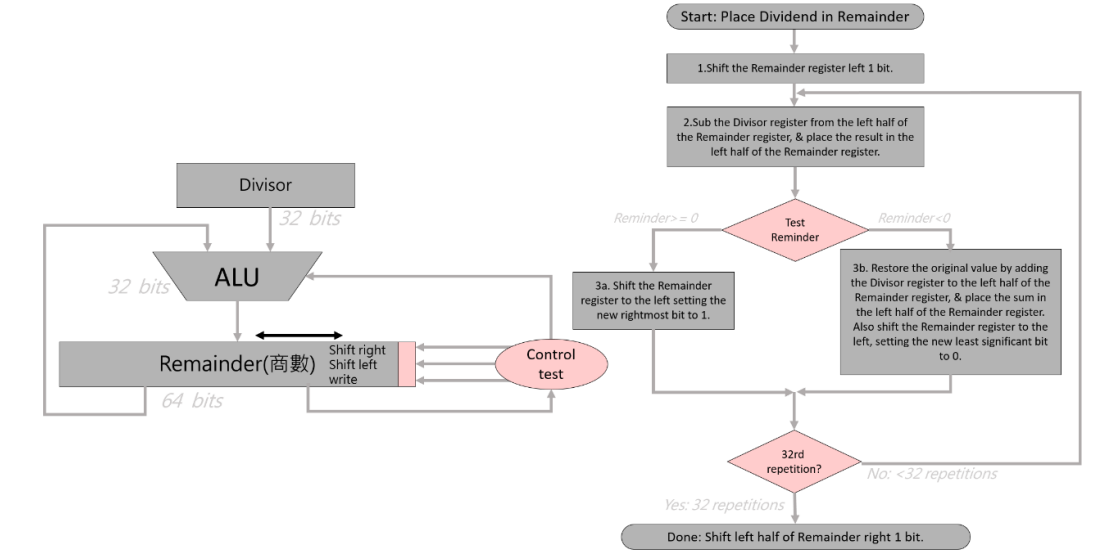 Divisor
32 bits
ALU
32 bits
Remainder(商數)
Shift right
Shift left
write
64 bits
Control
test
Start: Place Dividend in Remainder
1.Shift the Remainder register left 1 bit.
2.Sub the Divisor register from the left half of
the Remainder register, & place the result in the
left half of the Remainder register.
Test
Reminder
Reminder> = 0
Reminder<0
3a. Shift the Remainder
register to the left setting the
new rightmost bit to 1.
3b. Restore the original value by adding
the Divisor register to the left half of the
Remainder register, & place the sum in
the left half of the Remainder register.
Also shift the Remainder register to the
left, setting the new least significant bit
to 0.
32rd
repetition?
No: <32 repetitions
Yes: 32 repetitions
Done: Shift left half of Remainder right 1 bit.